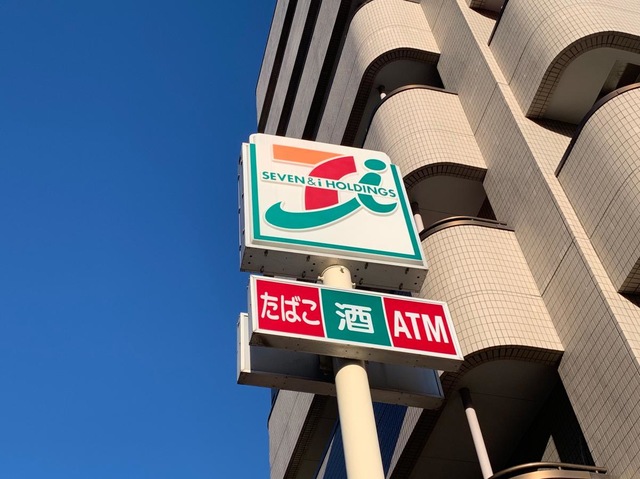 SEVEN & i HOLDINGS
たばこ 酒 ATM